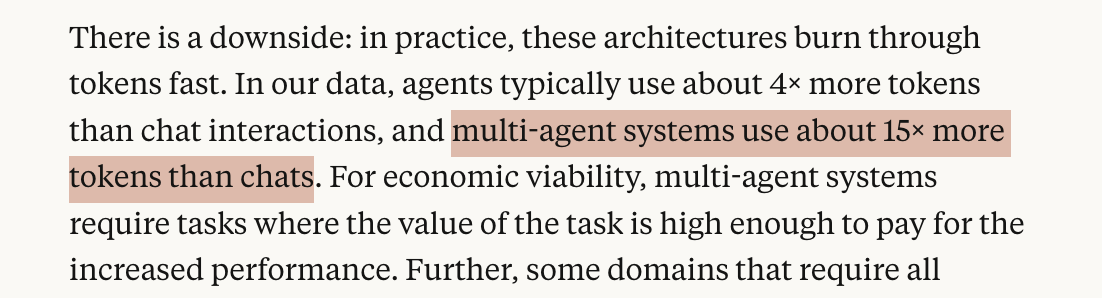 There is a downside: in practice, these architectures burn through
tokens fast. In our data, agents typically use about 4× more tokens
than chat interactions, and multi-agent systems use about 15× more
tokens than chats. For economic viability, multi-agent systems
require tasks where the value of the task is high enough to pay for the
increased performance. Further, some domains that require all